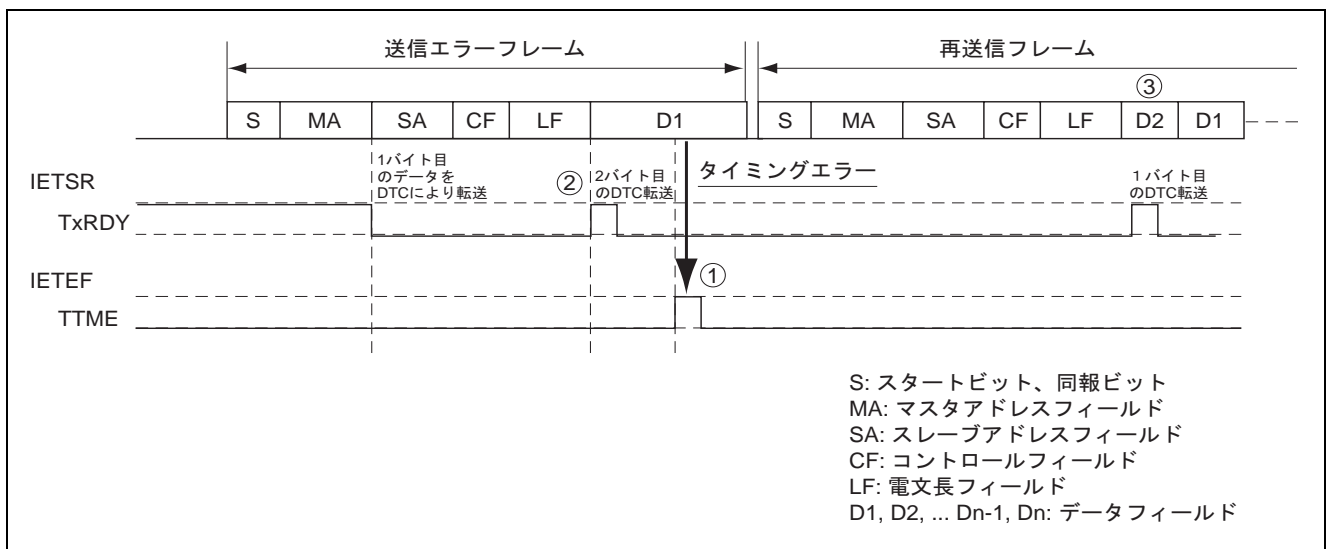 送信エラーフレーム 再送信フレーム
③
S MA SA CF LF D1 S MA SA CF LF D2 D1
1バイト目
のデータを
DTCにより転送
② 2バイト目
のDTC転送
タイミングエラー
1バイト目
のDTC転送
IETSR
TxRDY
IETEF
①
TTME
S: スタートビット、同報ビット
MA: マスタアドレスフィールド
SA: スレーブアドレスフィールド
CF: コントロールフィールド
LF: 電文長フィールド
D1, D2, ... Dn-1, Dn: データフィールド